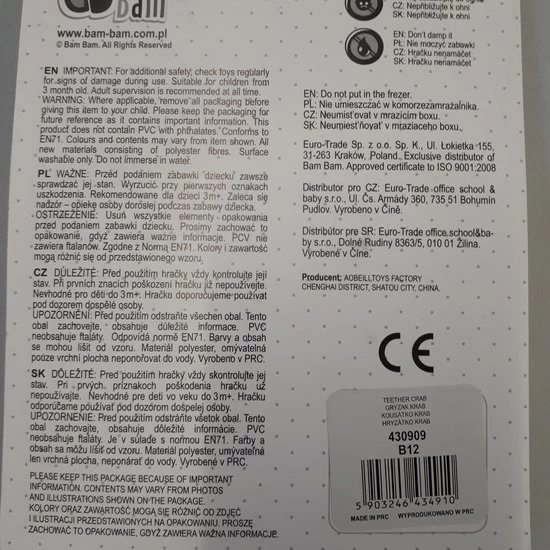 Bam
www.bam-bam.com.pl
© Bam Bam. All Rights Reserved
EN IMPORTANT: For additional safety, check toys regularly
for signs of damage during use. Suitable for children from
3 month old. Adult supervision is recommended at all time.
WARNING: Where applicable, remove all packaging before
giving this item to your child. Please keep the packaging for
future reference as it contains important information. This
product does not contain PVC with phthalates. Conforms to
EN71. Colours and contents may vary from images shown. All
new materials consisting of polyester fibres. Surface
washable only. Do not immerse in water.
PL WAŻNE: Przed podaniem zabawki dziecku zawsze
sprawdzać jej stan. Wyrzucić przy pierwszych oznakach
uszkodzenia. Rekomendowane dla dzieci 3m+. Zaleca się
nadzór – opiekę osoby dorosłej podczas zabawy dziecka.
OSTRZEŻENIE: Usuń wszystkie elementy opakowania
przed podaniem zabawki dziecku. Prosimy zachować to
opakowanie, gdyż zawiera ważne informacje. PCV nie
zawiera ftalanów. Zgodne z Normą EN71. Kolory i zawartość
mogą różnić się od przedstawionego wzoru.
CZ DŮLEŽITÉ: Před použitím hračky vždy kontrolujte její
stav. Při prvních znacích poškození hračku již nepoužívejte.
Nevhodné pro děti do 3m+. Hračku doporučujeme používat
pod dozorem dospělé osoby.
UPOZORNĚNÍ: Před použitím odstraňte všechen obal. Tento
obal zachovejte, obsahuje důležité informace. PVC
neobsahuje ftaláty. Odpovídá normě EN71. Barvy a obsah
se mohou lišit od vzoru. Materiál polyester, omývatelná
pouze vrchní plocha neponořovat do vody. Vyrobeno v PRC.
SK DÔLEŽITÉ: Pred použitím hračky vždy skontrolujte jej
stav. Pri prvých príznakoch poškodenia hračku už
nepoužívajte. Nevhodné pre deti vo veku do 3m+. Hračku
odporúčame používať pod dozorom dospelej osoby.
UPOZORNENIE: Pred použitím odstráňte všetok obal. Tento
obal zachovajte, obsahuje dôležité informácie. PVC
neobsahuje ftaláty. Je v súlade s normou EN71. Farby a
obsah sa môžu líšiť od vzoru. Materiál polyester, umývateľná
len vrchná plocha, neponárať do vody. Vyrobené v PRC.
PLEASE KEEP THIS PACKAGE BECAUSE OF IMPORTANT
INFORMATION. CONTENTS MAY VARY FROM PHOTOS
AND ILLUSTRATIONS SHOWN ON THE PACKAGE.
KOLORY ORAZ ZAWARTOŚĆ MOGĄ SIĘ RÓŻNIĆ OD ZDJĘĆ
I ILUSTRACJI PRZEDSTAWIONYCH NA OPAKOWANIU. PROSZĘ
ZACHOWAĆ TO OPAKOWANIE, GDYŻ ZAWIERA WAŻNE INFORMACJE.
CZ: Nepřibližujte k ohni
SK: Nepribližujte k ohni
EN: Don't damp it
PL: Nie moczyć zabawki
CZ: Hračku nenamáčet
SK: Hračku nenamáčať
EN: Do not put in the frezer.
PL: Nie umieszczać w komorzezamrażalnika.
CZ: Neumísťovat v mrazícím boxu.
SK: Neumiestňovať v mraziaceho boxu.
Euro-Trade Sp. z o.o. Sp. K., Ul. Łokietka 155,
31-263 Kraków, Poland., Exclusive distributor of
Bam Bam. Approved certificate to ISO 9001:2008
Distributor pro CZ: Euro-Trade office school &
baby s.r.o., Ul. Čs. Armády 360, 735 51 Bohumín
Pudlov. Vyrobeno v Číně.
Distributor pre SR: Euro-Trade office.school&ba-
by s.r.o., Dolné Rudiny 8363/5, 010 01 Žilina.
Vyrobené v Číne.
Producent: AOBEILLTOYS FACTORY
CHENGHAI DISTRICT, SHATOU CITY, CHINA.
CE
TEETHER CRAB
GRYZAK KRAB
KOUSÁTKO KRAB
HRYZÁTKO KRAB
430909
B12
5 903246 434910
MADE IN PRC WYPRODUKOWANO W PRC